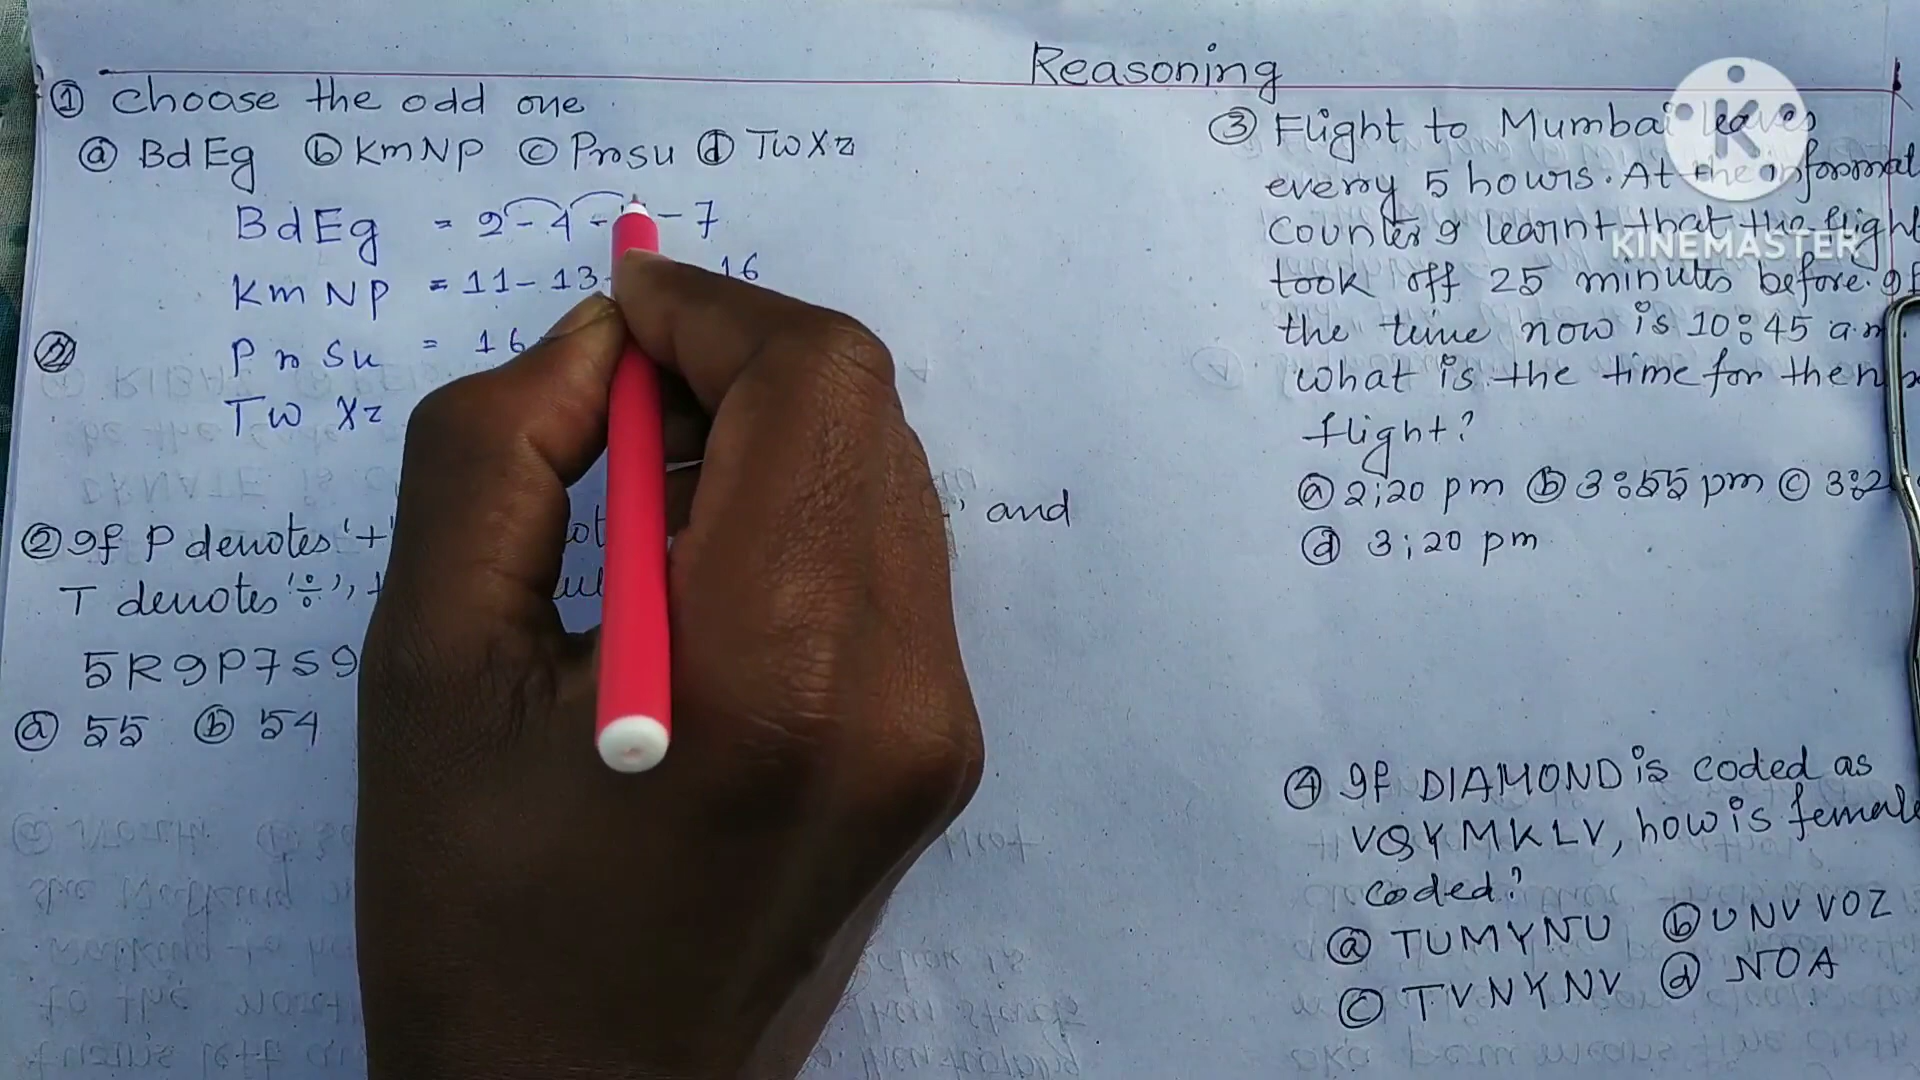 Reasoning
① Choose the odd one
ⓐ BdEg ⓑ KmNP ⓒ PrSu ⓓ TwXz
BdEg = 2 - 4 - - 7
KmNP = 11 - 13 - 16
PrSu = 16
Tw Xz
② If P denotes '+' and
T denotes '÷',
5R9P7S9
ⓐ 55 ⓑ 54
③ Flight to Mumbai leaves
every 5 hours. At the
Counter I learnt that the
took off 25 minutes before. If
the time now is 10:45 a.m
what is the time for the
flight?
ⓐ 2:20 pm ⓑ 3:55 pm ⓒ
ⓓ 3:20 pm
④ If DIAMOND is coded as
VQYMKLV, how is
coded?
ⓐ TUMYNU ⓑ UNVVOZ
ⓒ TVNYNV ⓓ NOA
KINEMASTER